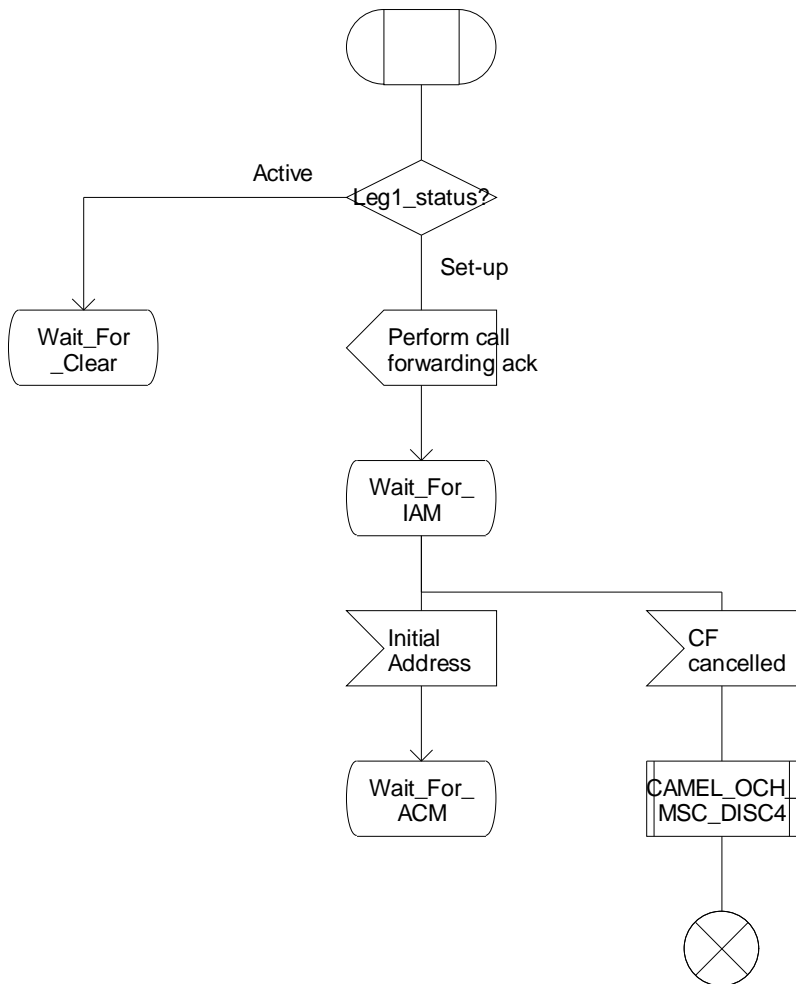 Active
Leg1_status?
Set-up
Wait_For
_Clear
Perform call
forwarding ack
Wait_For_
IAM
Initial
Address
CF
cancelled
Wait_For_
ACM
CAMEL_OCH_
MSC_DISC4